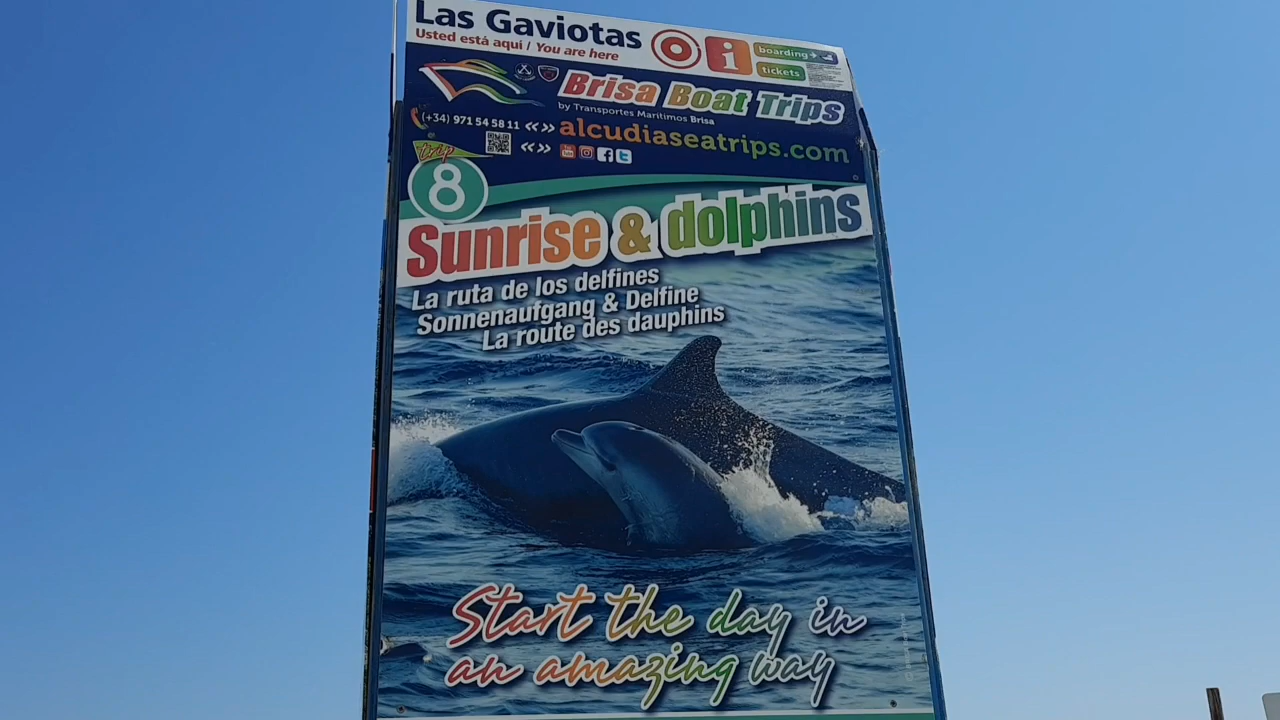 Las Gaviotas
Usted está aquí / You are here
i
boarding
tickets
Brisa Boat Trips
by Transportes Marítimos Brisa
(+34) 971 54 58 11 «»
alcudiaseatrips.com
«»
trip
8
Sunrise & dolphins
La ruta de los delfines
Sonnenaufgang & Delfine
La route des dauphins
Start the day in
an amazing way